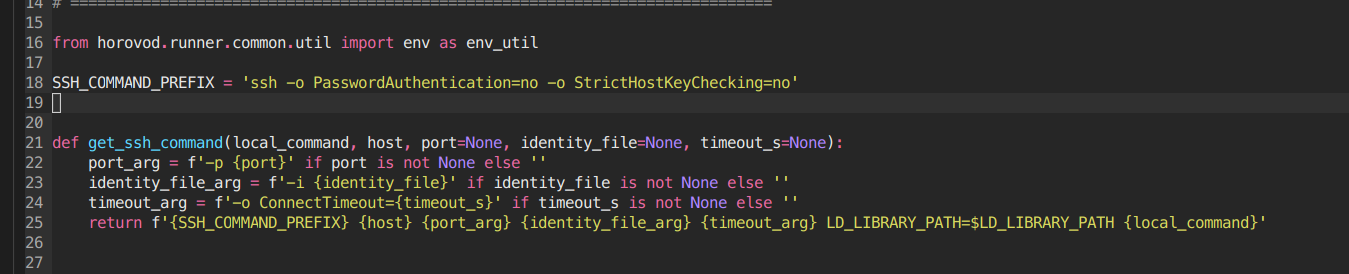 14 # ==============================================================================
15
16 from horovod.runner.common.util import env as env_util
17
18 SSH_COMMAND_PREFIX = 'ssh -o PasswordAuthentication=no -o StrictHostKeyChecking=no'
19
20
21 def get_ssh_command(local_command, host, port=None, identity_file=None, timeout_s=None):
22     port_arg = f'-p {port}' if port is not None else ''
23     identity_file_arg = f'-i {identity_file}' if identity_file is not None else ''
24     timeout_arg = f'-o ConnectTimeout={timeout_s}' if timeout_s is not None else ''
25     return f'{SSH_COMMAND_PREFIX} {host} {port_arg} {identity_file_arg} {timeout_arg} LD_LIBRARY_PATH=$LD_LIBRARY_PATH {local_command}'
26
27